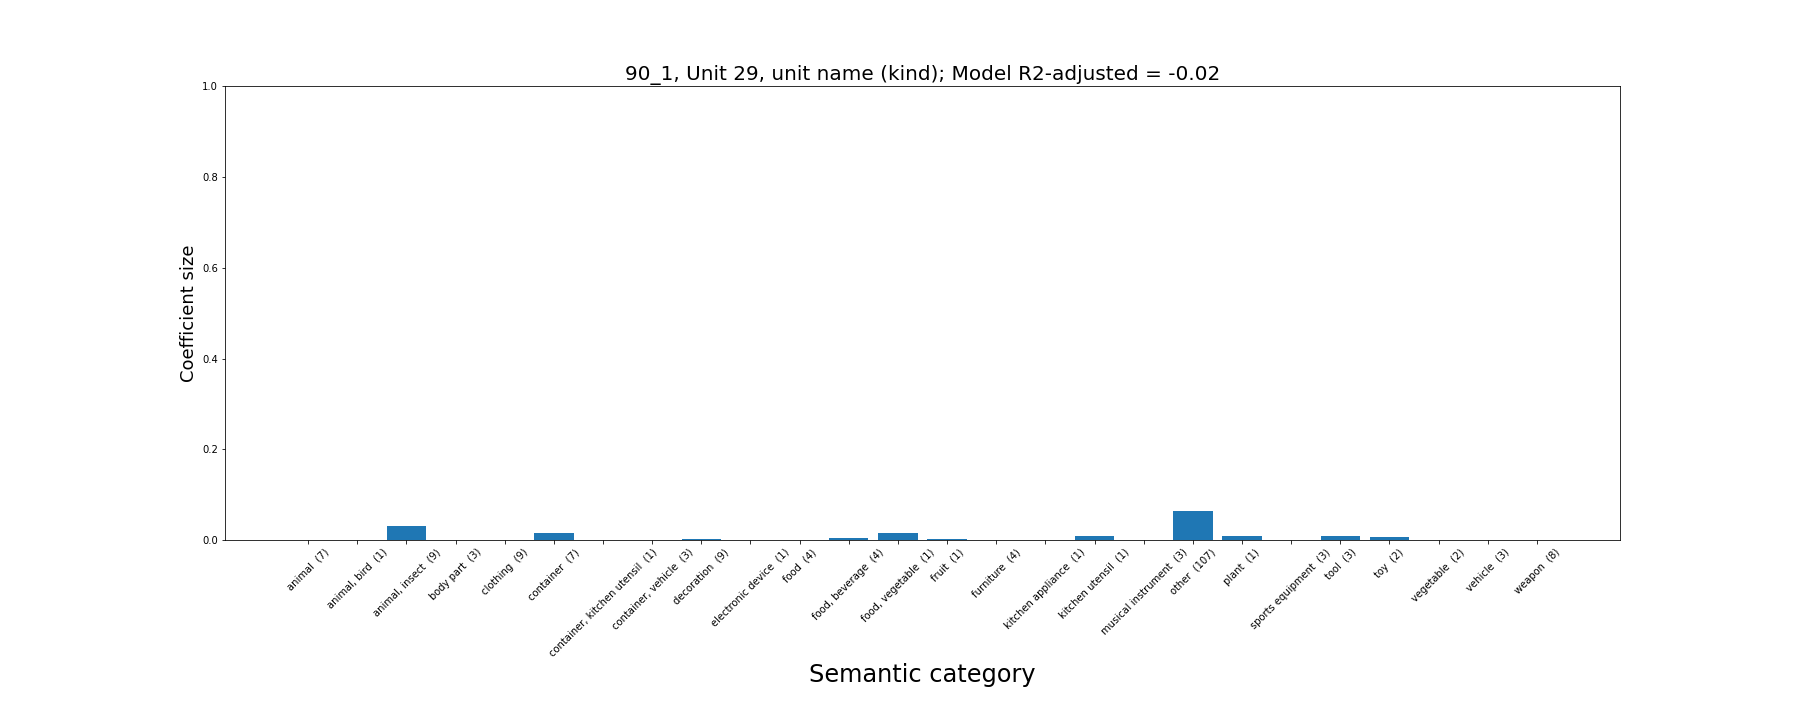 90_1, Unit 29, unit name (kind); Model R2-adjusted = -0.02
1.0
0.8
0.6
0.4
0.2
0.0
Coefficient size
animal (7)
animal, bird (1)
animal, insect (9)
body part (3)
clothing (9)
container (7)
container, kitchen utensil (1)
container, vehicle (3)
decoration (9)
electronic device (1)
food (4)
food, beverage (4)
food, vegetable (1)
fruit (1)
furniture (4)
kitchen appliance (1)
kitchen utensil (1)
musical instrument (3)
other (107)
plant (1)
sports equipment (3)
tool (3)
toy (2)
vegetable (2)
vehicle (3)
weapon (8)
Semantic category